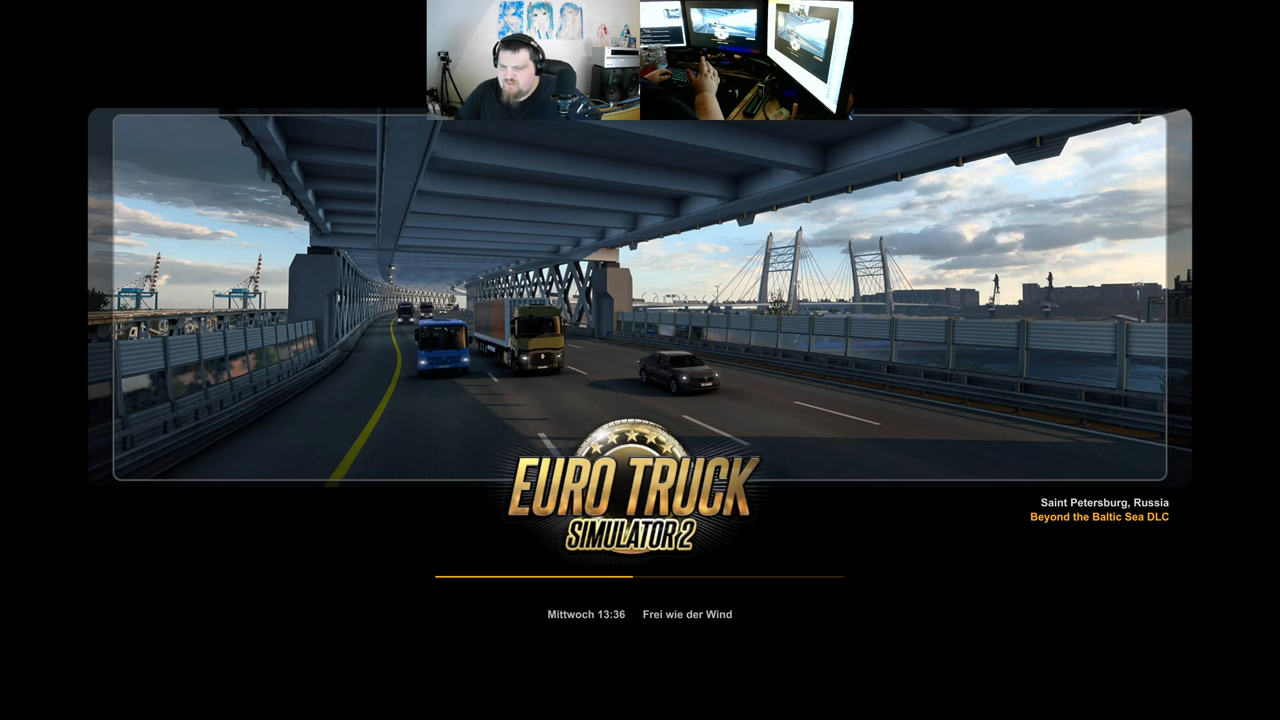 EURO TRUCK
SIMULATOR 2
Saint Petersburg, Russia
Beyond the Baltic Sea DLC
Mittwoch 13:36 Frei wie der Wind